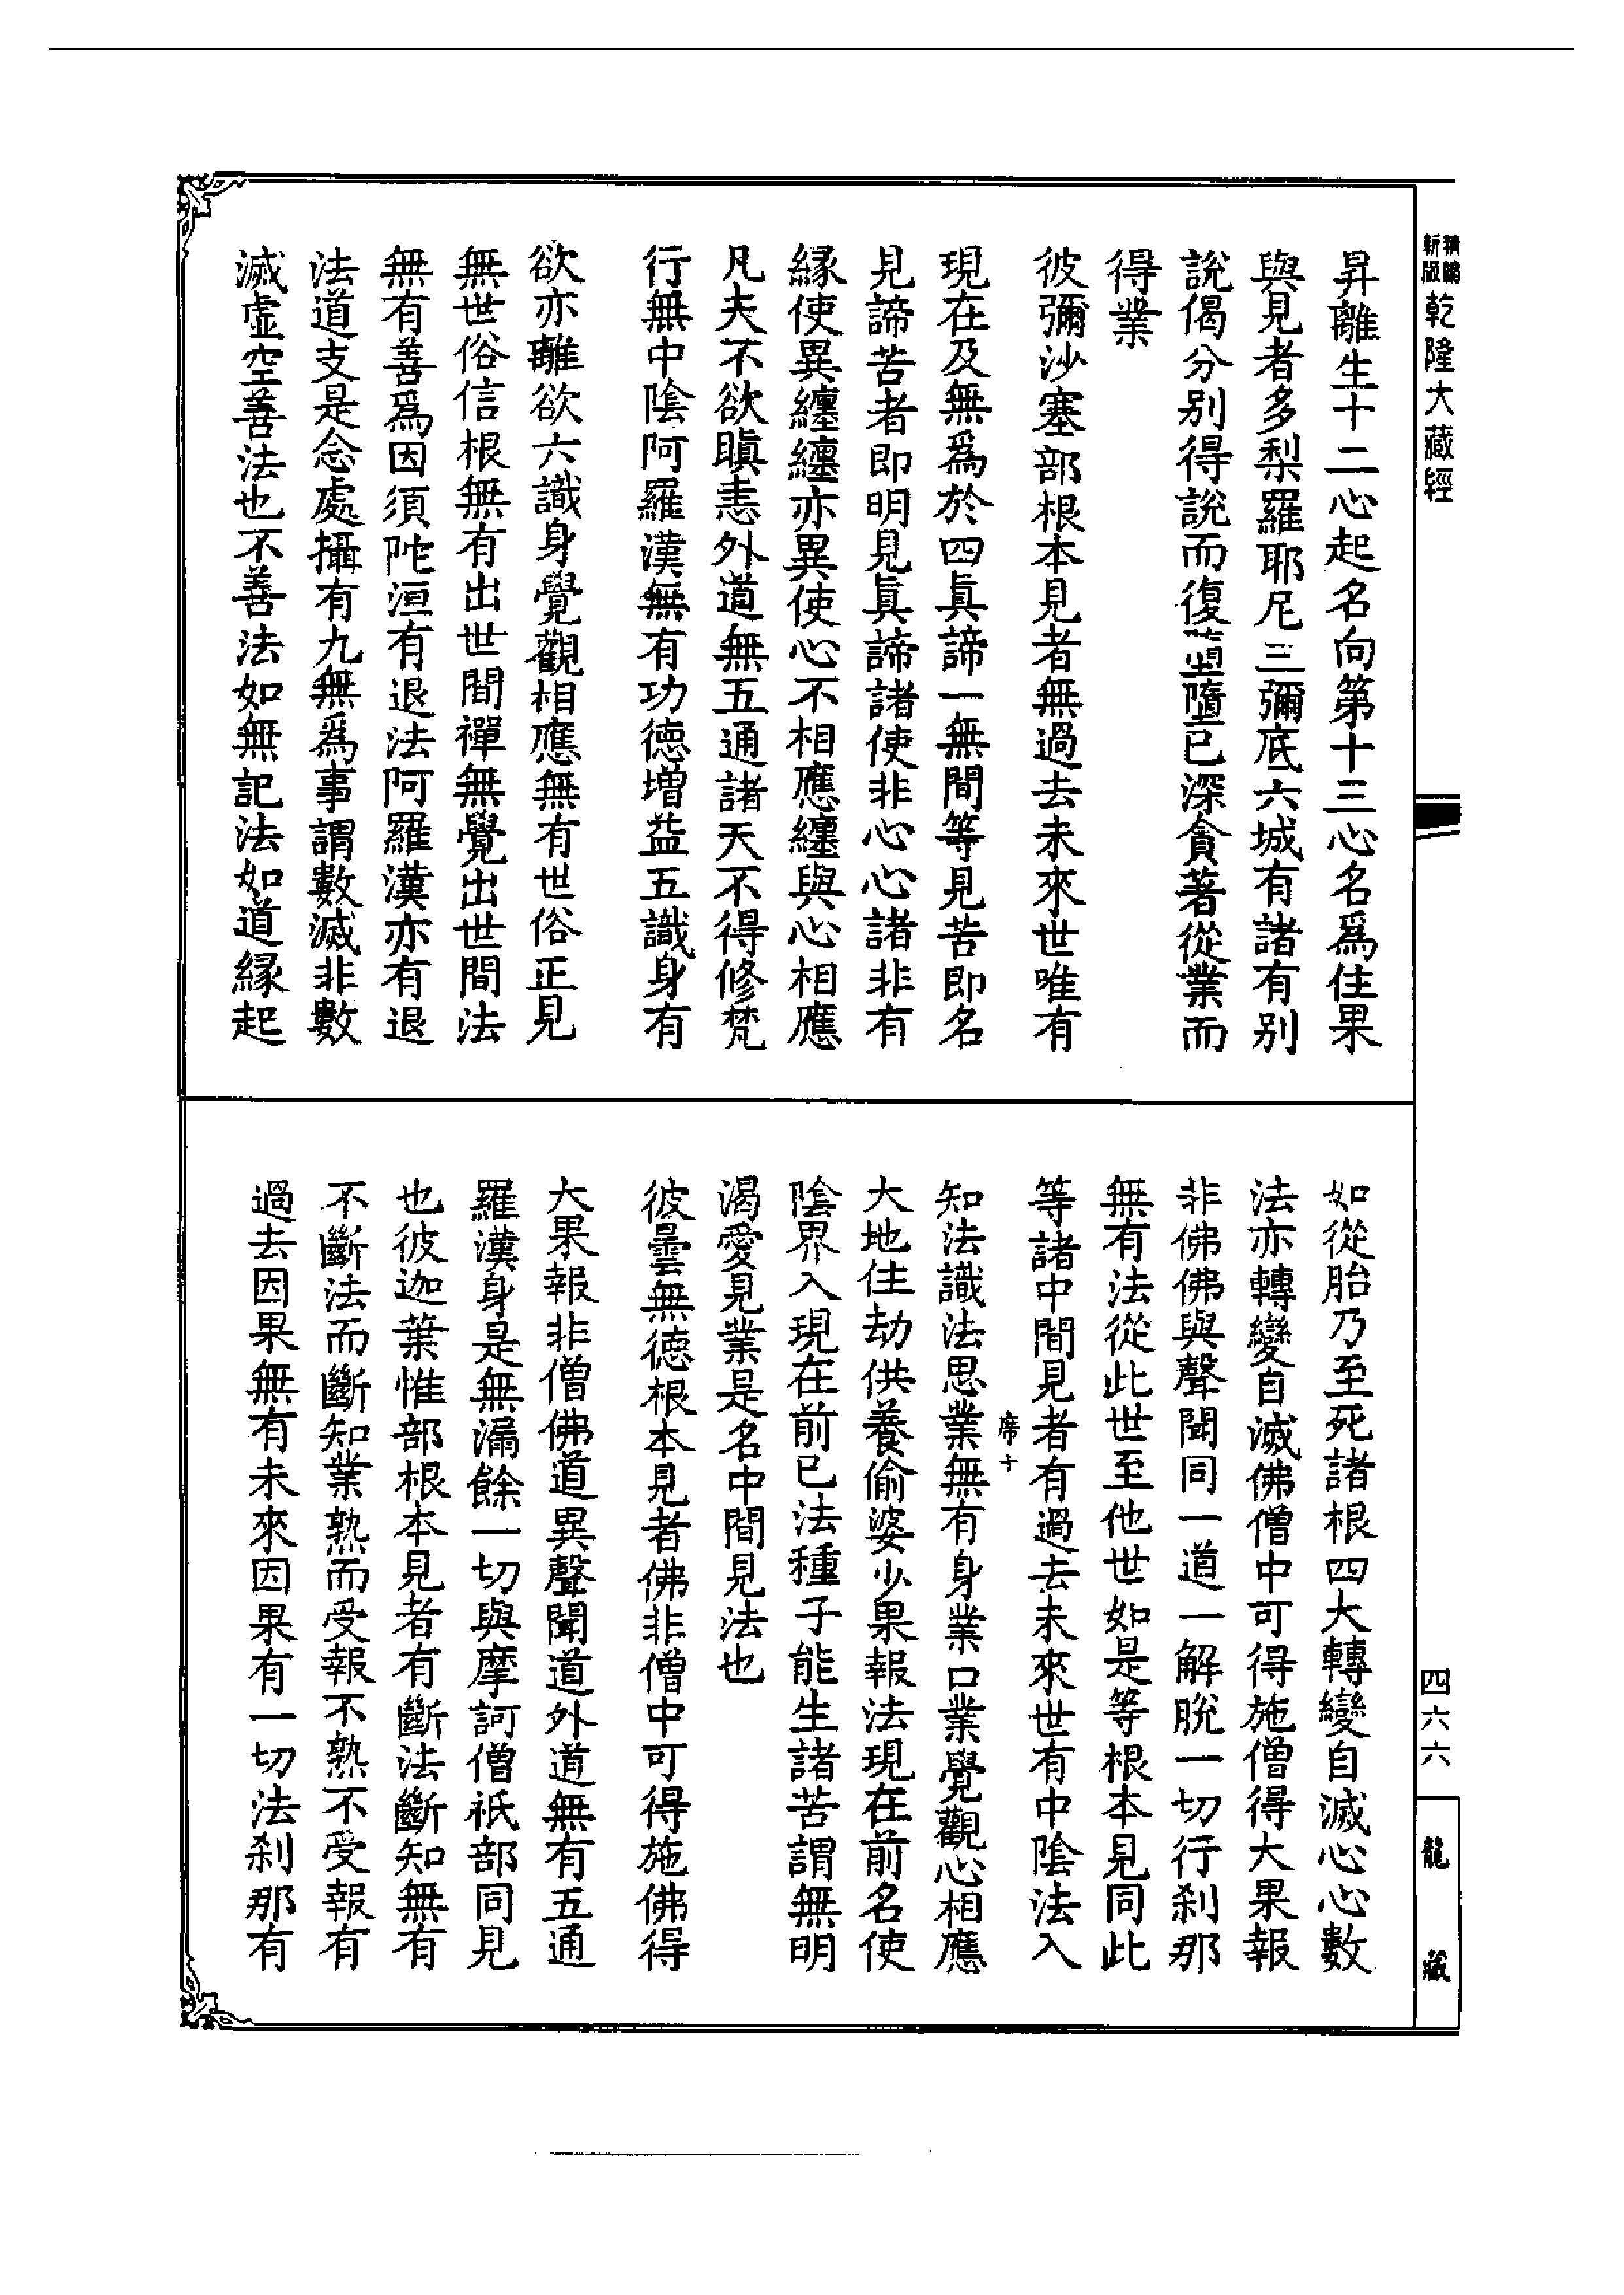 乾隆大藏經
四六六
龍藏
昇離生十二心起名向第十三心名爲住果
與見者多梨羅耶尼三彌底六城有諸有别
說偈分别得說而復墮墮已深貪著從業而
得業
彼彌沙塞部根本見者無過去未來世唯有
現在及無爲於四眞諦一無間等見苦即名
見諦苦者即明見眞諦諸使非心心諸非有
縁使異纏纏亦異使心不相應纏與心相應
凡夫不欲瞋恚外道無五通諸天不得修梵
行無中陰阿羅漢無有功德增益五識身有
欲亦離欲六識身覺觀相應無有世俗正見
無世俗信根無有出世間禪無覺出世間法
無有善爲因須陀洹有退法阿羅漢亦有退
法道支是念處攝有九無爲事謂數滅非數
滅虛空善法也不善法如無記法如道縁起
如從胎乃至死諸根四大轉變自滅心心數
法亦轉變自滅佛僧中可得施僧得大果報
非佛佛與聲聞同一道一解脫一切行刹那
無有法從此世至他世如是等根本見同此
等諸中間見者有過去未來世有中陰法入
席十
知法識法思業無有身業口業覺觀心相應
大地住劫供養偷婆少果報法現在前名使
陰界入現在前已法種子能生諸苦謂無明
渴愛見業是名中間見法也
彼曇無德根本見者佛非僧中可得施佛得
大果報非僧佛道異聲聞道外道無有五通
羅漢身是無漏餘一切與摩訶僧祇部同見
也彼迦葉惟部根本見者有斷法斷知無有
不斷法而斷知業熟而受報不熟不受報有
過去因果無有未來因果有一切法刹那有